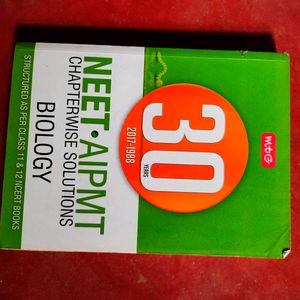 mtG
30
YEARS
2017-1988
NEET•AIPMT
CHAPTERWISE SOLUTIONS
BIOLOGY
STRUCTURED AS PER CLASS 11 & 12 NCERT BOOKS